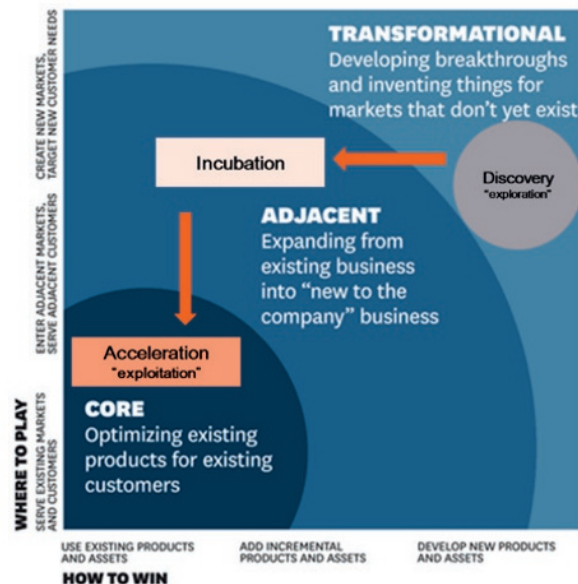 TRANSFORMATIONAL
Developing breakthroughs
and inventing things for
markets that don't yet exist
Incubation
Discovery
"exploration"
ADJACENT
Expanding from
existing business
into “new to the
company” business
Acceleration
"exploitation"
CORE
Optimizing existing
products for existing
customers
WHERE TO PLAY
CREATE NEW MARKETS,
TARGET NEW CUSTOMER NEEDS
ENTER ADJACENT MARKETS,
SERVE ADJACENT CUSTOMERS
SERVE EXISTING MARKETS
AND CUSTOMERS
USE EXISTING PRODUCTS
AND ASSETS
ADD INCREMENTAL
PRODUCTS AND ASSETS
DEVELOP NEW PRODUCTS
AND ASSETS
HOW TO WIN